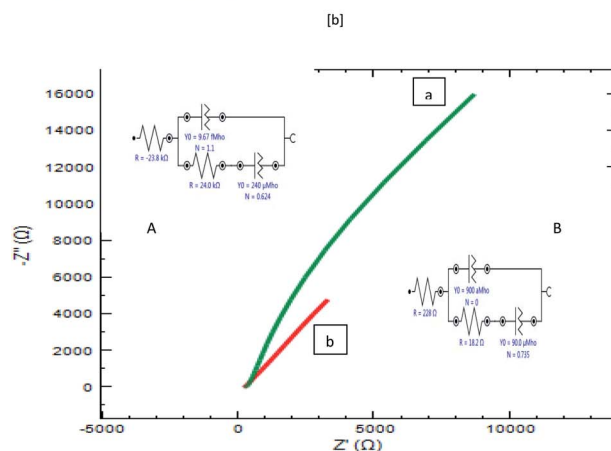 [b]
16000
14000
12000
10000
8000
6000
4000
2000
0
-Z" (Ω)
-5000
0
5000
10000
Z' (Ω)
a
b
A
B
Y0 = 9.67 fMho
N = 1.1
R = -23.8 kΩ
R = 24.0 kΩ
Y0 = 240 µMho
N = 0.624
Y0 = 900 aMho
N = 0
R = 228 Ω
R = 18.2 Ω
Y0 = 90.0 µMho
N = 0.735